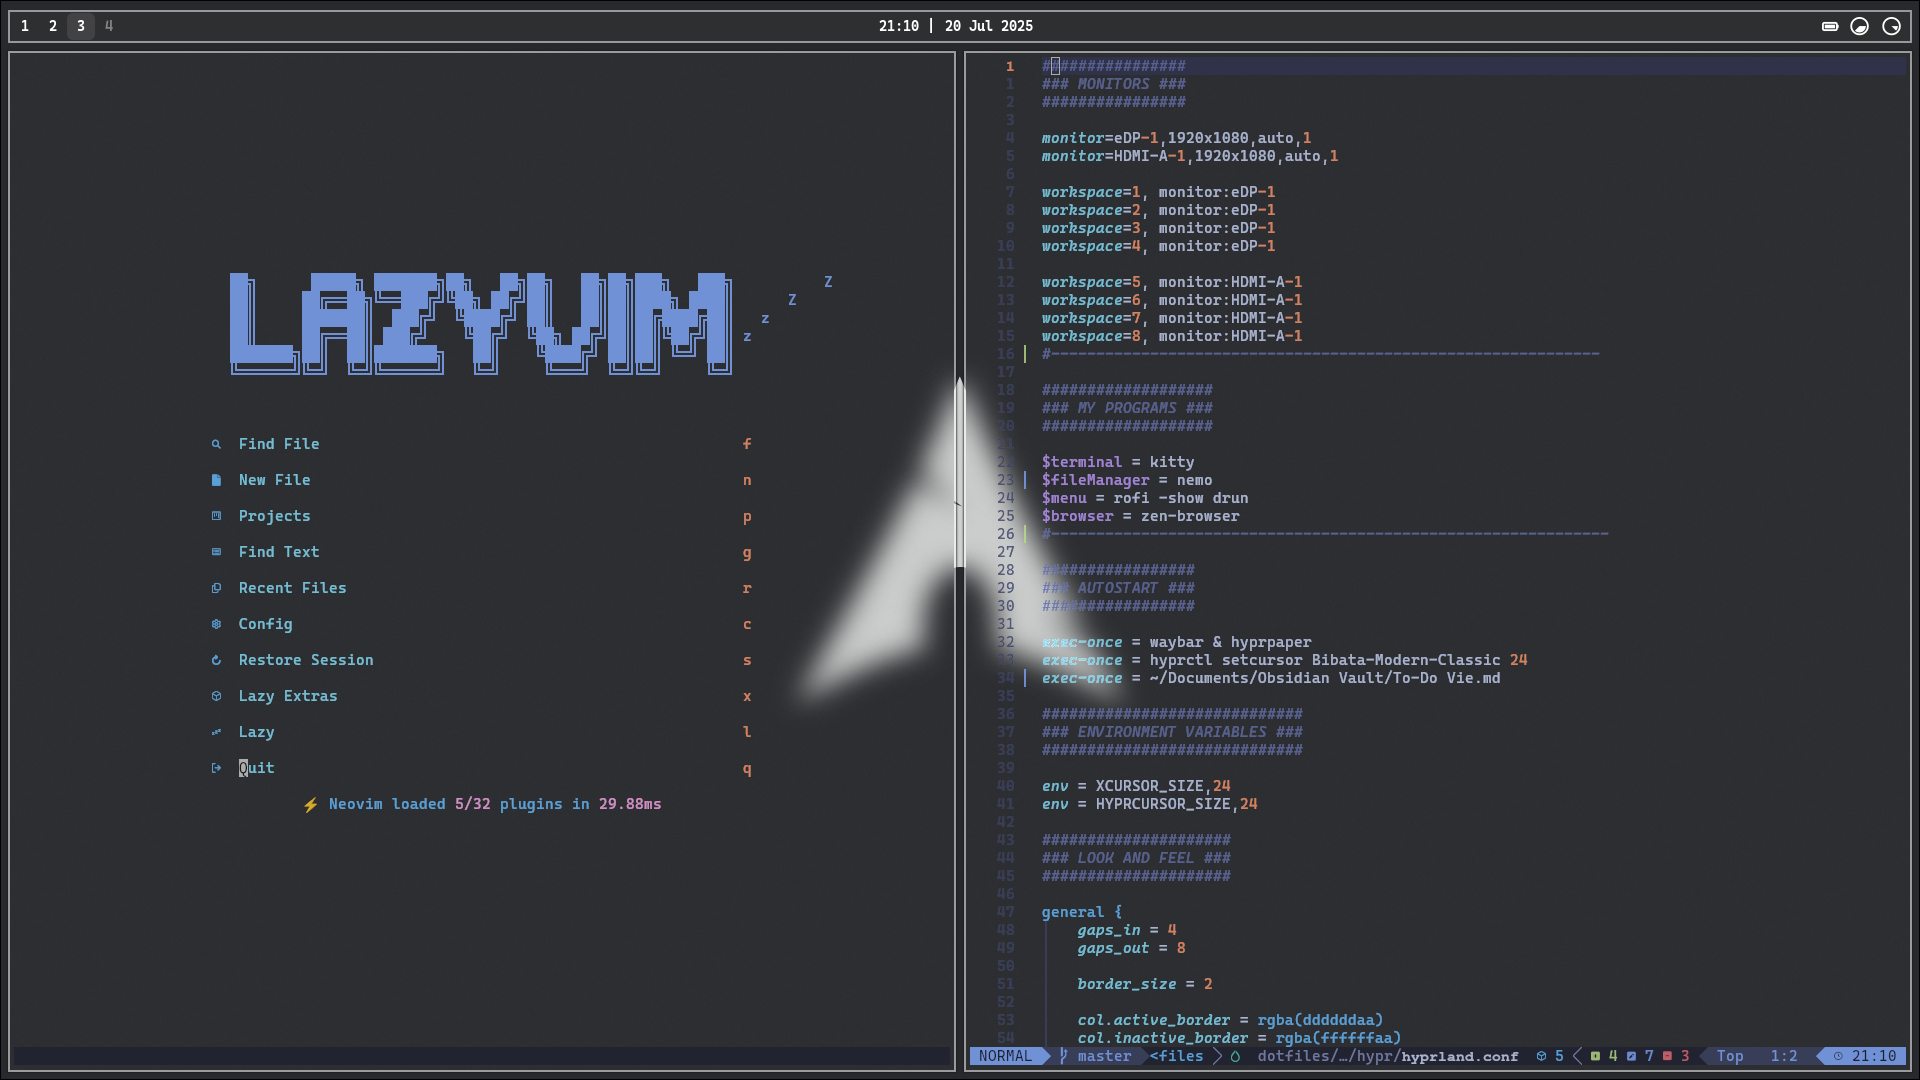 1 2 3 4
21:10 | 20 Jul 2025
LAZYVIM
Z
Z
z
z
Find File f
New File n
Projects p
Find Text g
Recent Files r
Config c
Restore Session s
Lazy Extras x
Lazy l
Quit q
⚡ Neovim loaded 5/32 plugins in 29.88ms
1 ################
1 ### MONITORS ###
2 ################
3
4 monitor=eDP-1,1920x1080,auto,1
5 monitor=HDMI-A-1,1920x1080,auto,1
6
7 workspace=1, monitor:eDP-1
8 workspace=2, monitor:eDP-1
9 workspace=3, monitor:eDP-1
10 workspace=4, monitor:eDP-1
11
12 workspace=5, monitor:HDMI-A-1
13 workspace=6, monitor:HDMI-A-1
14 workspace=7, monitor:HDMI-A-1
15 workspace=8, monitor:HDMI-A-1
16 #-------------------------------------------------------------
17
18 ###################
19 ### MY PROGRAMS ###
20 ###################
21
22 $terminal = kitty
23 $fileManager = nemo
24 $menu = rofi -show drun
25 $browser = zen-browser
26 #--------------------------------------------------------------
27
28 #################
29 ### AUTOSTART ###
30 #################
31
32 exec-once = waybar & hyprpaper
33 exec-once = hyprctl setcursor Bibata-Modern-Classic 24
34 exec-once = ~/Documents/Obsidian Vault/To-Do Vie.md
35
36 #############################
37 ### ENVIRONMENT VARIABLES ###
38 #############################
39
40 env = XCURSOR_SIZE,24
41 env = HYPRCURSOR_SIZE,24
42
43 #####################
44 ### LOOK AND FEEL ###
45 #####################
46
47 general {
48 gaps_in = 4
49 gaps_out = 8
50
51 border_size = 2
52
53 col.active_border = rgba(ddddddaa)
54 col.inactive_border = rgba(ffffffaa)
NORMAL master <files dotfiles/…/hypr/hyprland.conf 5 4 7 3 Top 1:2 21:10